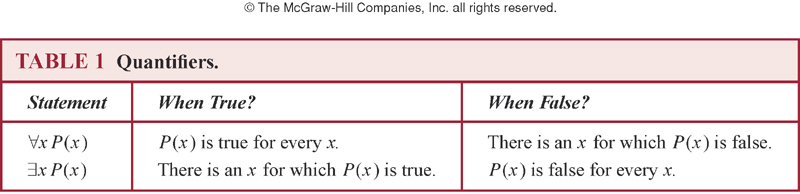 © The McGraw-Hill Companies, Inc. all rights reserved.
TABLE 1 Quantifiers.
Statement When True? When False?
∀x P(x) P(x) is true for every x. There is an x for which P(x) is false.
∃x P(x) There is an x for which P(x) is true. P(x) is false for every x.